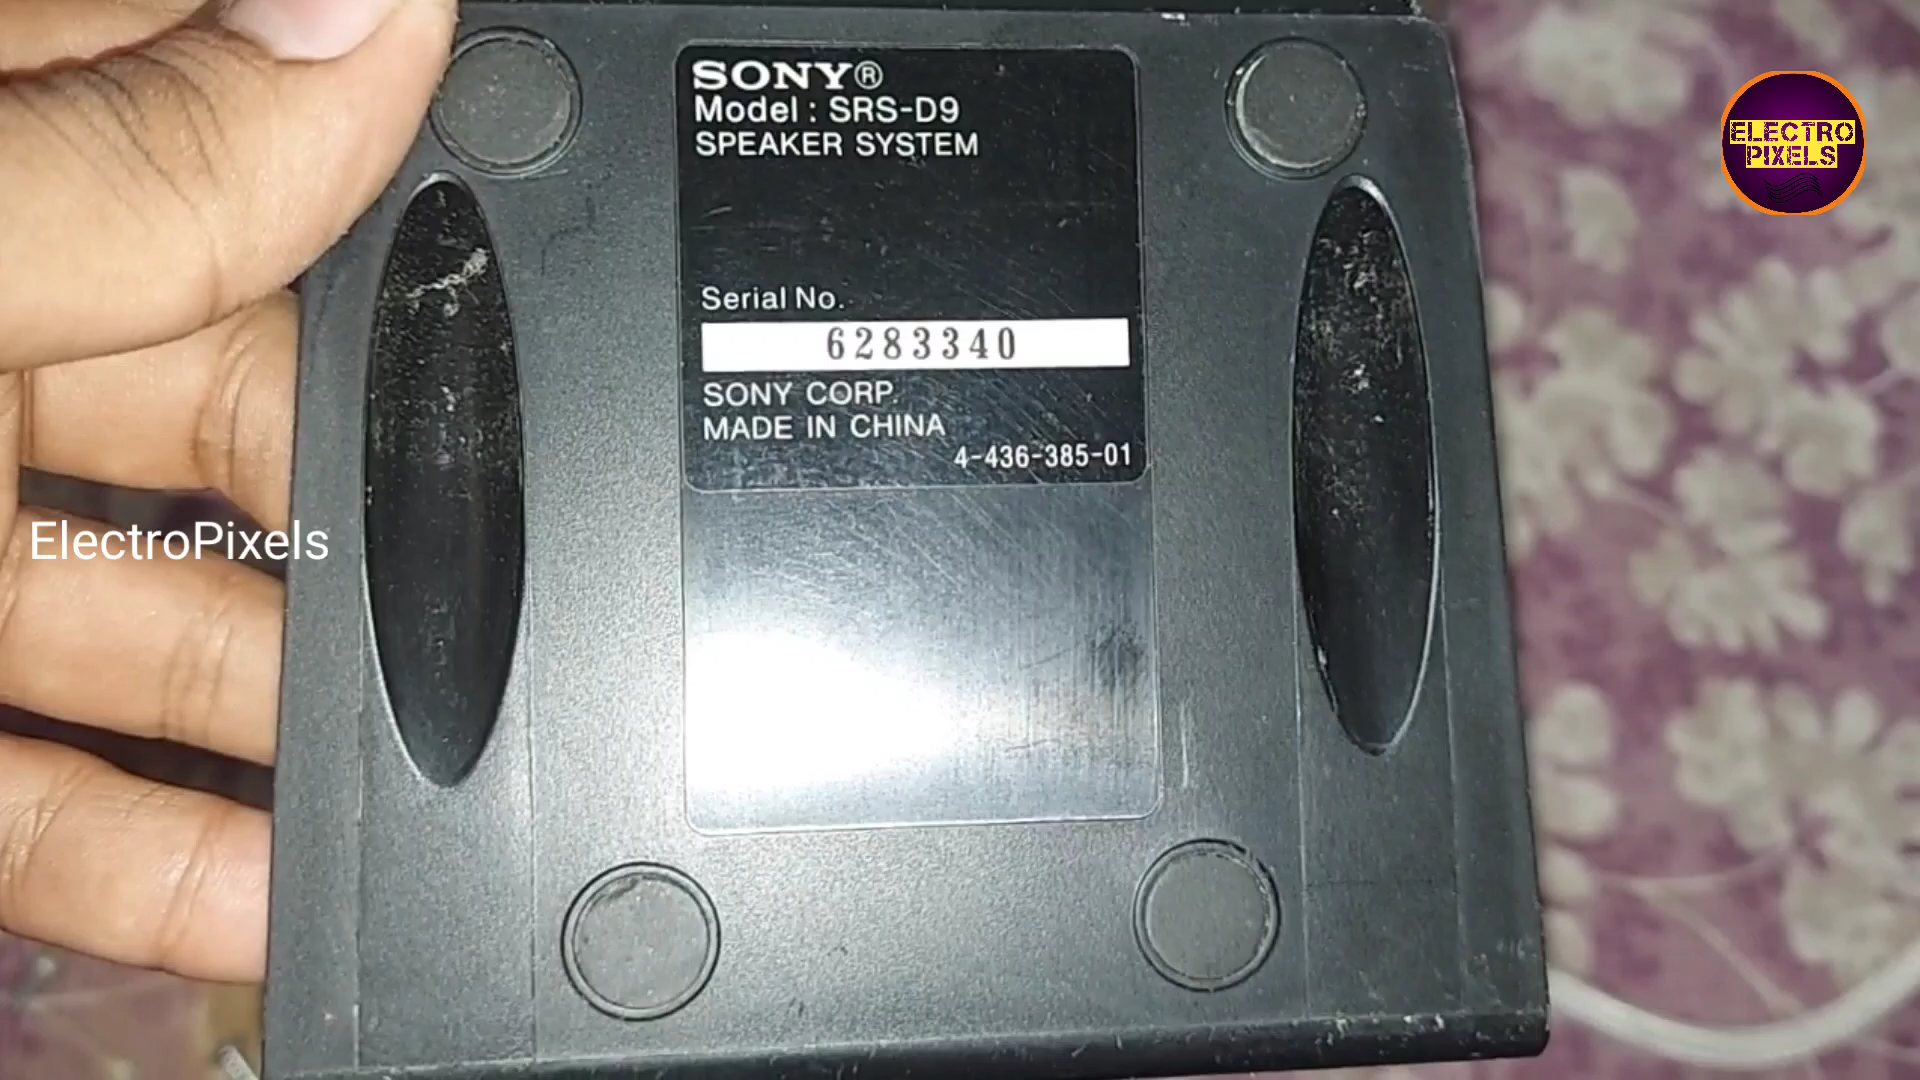 SONY®
Model : SRS-D9
SPEAKER SYSTEM
Serial No.
6283340
SONY CORP.
MADE IN CHINA
4-436-385-01
ElectroPixels
ELECTRO
PIXELS